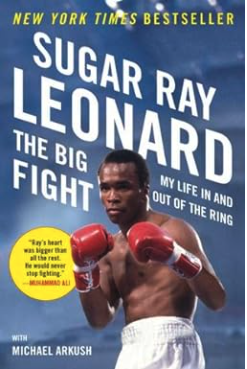 NEW YORK TIMES BESTSELLER
SUGAR RAY
LEONARD
THE BIG
FIGHT
MY LIFE IN AND
OUT OF THE RING
"Ray's heart
was bigger than
all the rest.
He would never
stop fighting."
—MUHAMMAD ALI
WITH
MICHAEL ARKUSH